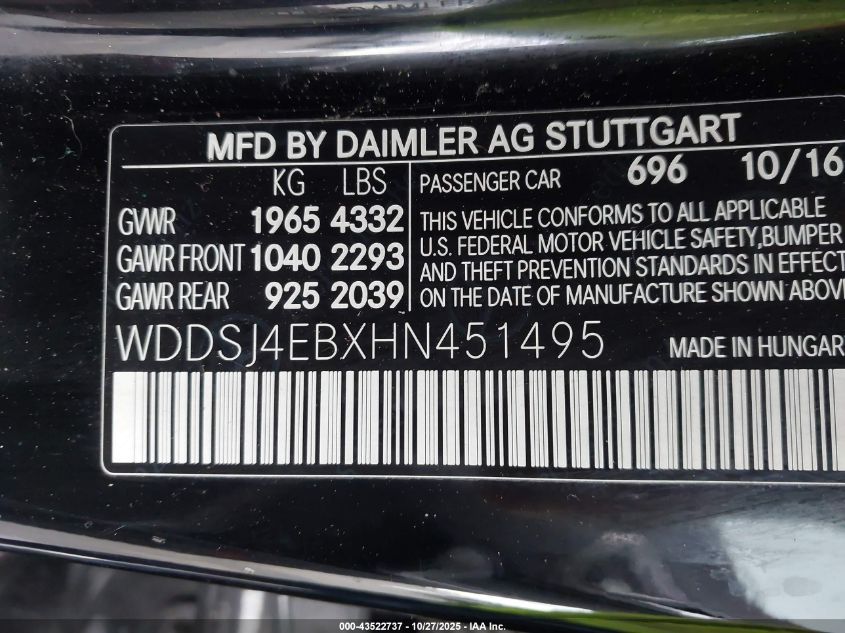 MFD BY DAIMLER AG STUTTGART
KG LBS
GVWR 1965 4332
GAWR FRONT 1040 2293
GAWR REAR 925 2039
PASSENGER CAR 696 10/16
THIS VEHICLE CONFORMS TO ALL APPLICABLE
U.S. FEDERAL MOTOR VEHICLE SAFETY,BUMPER
AND THEFT PREVENTION STANDARDS IN EFFECT
ON THE DATE OF MANUFACTURE SHOWN ABOVE
WDDSJ4EBXHN451495 MADE IN HUNGAR
000-43522737 - 10/27/2025 - IAA Inc.